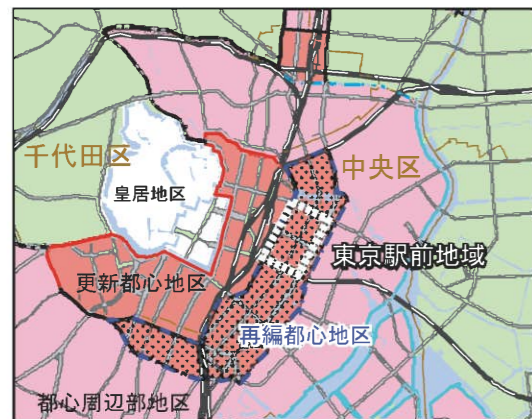 千代田区
中央区
皇居地区
東京駅前地域
更新都心地区
再編都心地区
都心周辺部地区